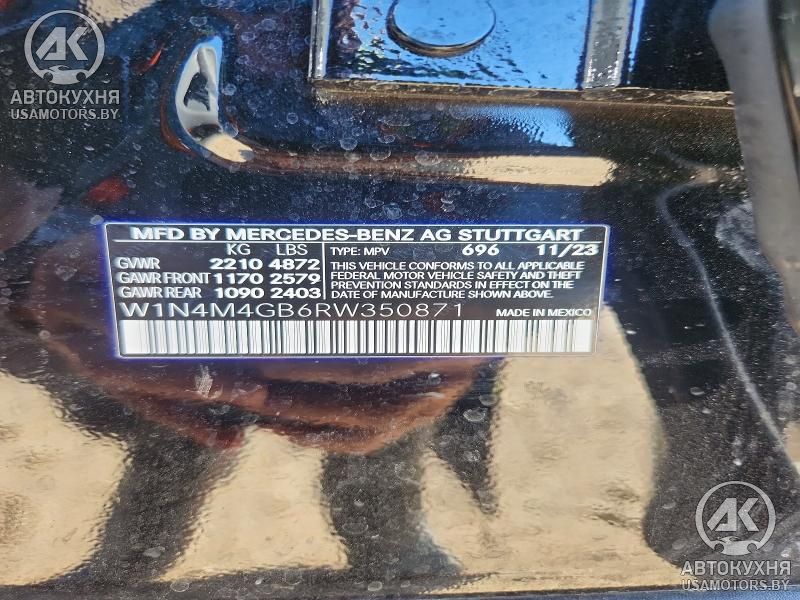 AK
АВТОКУХНЯ
USAMOTORS.BY
MFD BY MERCEDES-BENZ AG STUTTGART
KG LBS TYPE: MPV 696 11/23
GVWR 2210 4872 THIS VEHICLE CONFORMS TO ALL APPLICABLE
GAWR FRONT 1170 2579 FEDERAL MOTOR VEHICLE SAFETY AND THEFT
GAWR REAR 1090 2403 PREVENTION STANDARDS IN EFFECT ON THE
DATE OF MANUFACTURE SHOWN ABOVE.
W1N4M4GB6RW350871 MADE IN MEXICO
AK
АВТОКУХНЯ
USAMOTORS.BY